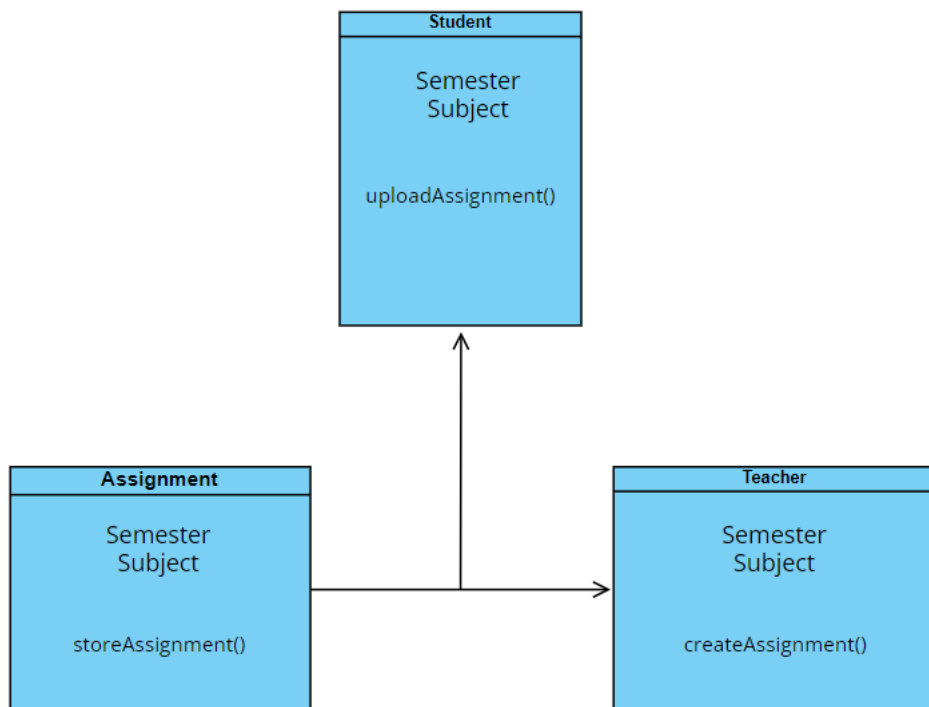 Student
Semester
Subject
uploadAssignment()
Assignment
Semester
Subject
storeAssignment()
Teacher
Semester
Subject
createAssignment()